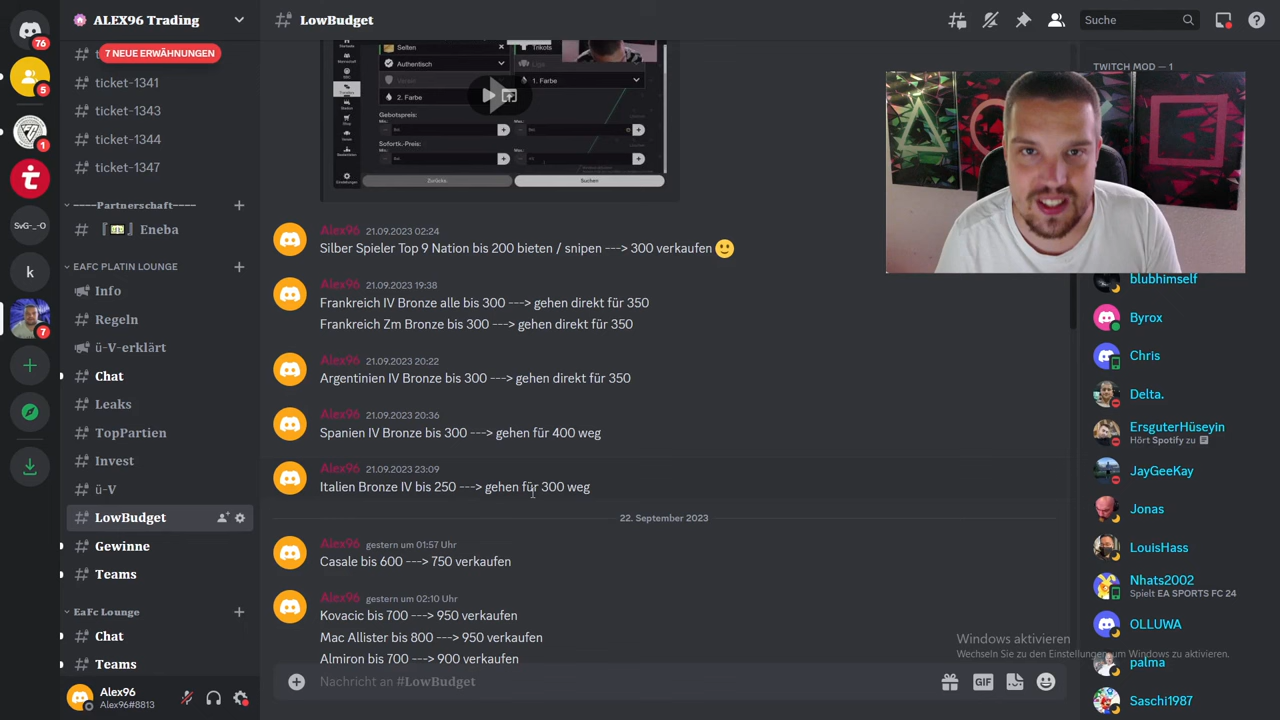 ALEX96 Trading
LowBudget
Suche
76
7 NEUE ERWÄHNUNGEN
ticket-1341
ticket-1343
ticket-1344
ticket-1347
----Partnerschaft----
『💵』 Eneba
EAFC PLATIN LOUNGE
Info
Regeln
ü-V-erklärt
Chat
Leaks
TopPartien
Invest
ü-V
LowBudget
Gewinne
Teams
EaFc Lounge
Chat
Teams
Alex96
Alex96#8813
5
1
t
SvG-_-O
k
7
Selten
Authentisch
2. Farbe
Trikots
Liga
1. Farbe
Gebotspreis:
Sofortk.-Preis:
Zurücks.
Suchen
Einstellungen
Alex96 21.09.2023 02:24
Silber Spieler Top 9 Nation bis 200 bieten / snipen ---> 300 verkaufen 🙂
Alex96 21.09.2023 19:38
Frankreich IV Bronze alle bis 300 ---> gehen direkt für 350
Frankreich Zm Bronze bis 300 ---> gehen direkt für 350
Alex96 21.09.2023 20:22
Argentinien IV Bronze bis 300 ---> gehen direkt für 350
Alex96 21.09.2023 20:36
Spanien IV Bronze bis 300 ---> gehen für 400 weg
Alex96 21.09.2023 23:09
Italien Bronze IV bis 250 ---> gehen für 300 weg
22. September 2023
Alex96 gestern um 01:57 Uhr
Casale bis 600 ---> 750 verkaufen
Alex96 gestern um 02:10 Uhr
Kovacic bis 700 ---> 950 verkaufen
Mac Allister bis 800 ---> 950 verkaufen
Almiron bis 700 ---> 900 verkaufen
Nachricht an #LowBudget
GIF
TWITCH MOD — 1
blubhimself
Byrox
Chris
Delta.
ErsguterHüseyin
Hört Spotify zu
JayGeeKay
Jonas
LouisHass
Nhats2002
Spielt EA SPORTS FC 24
OLLUWA
palma
Saschi1987
Windows aktivieren
Wechseln Sie zu den Einstellungen, um Windows zu aktivieren.